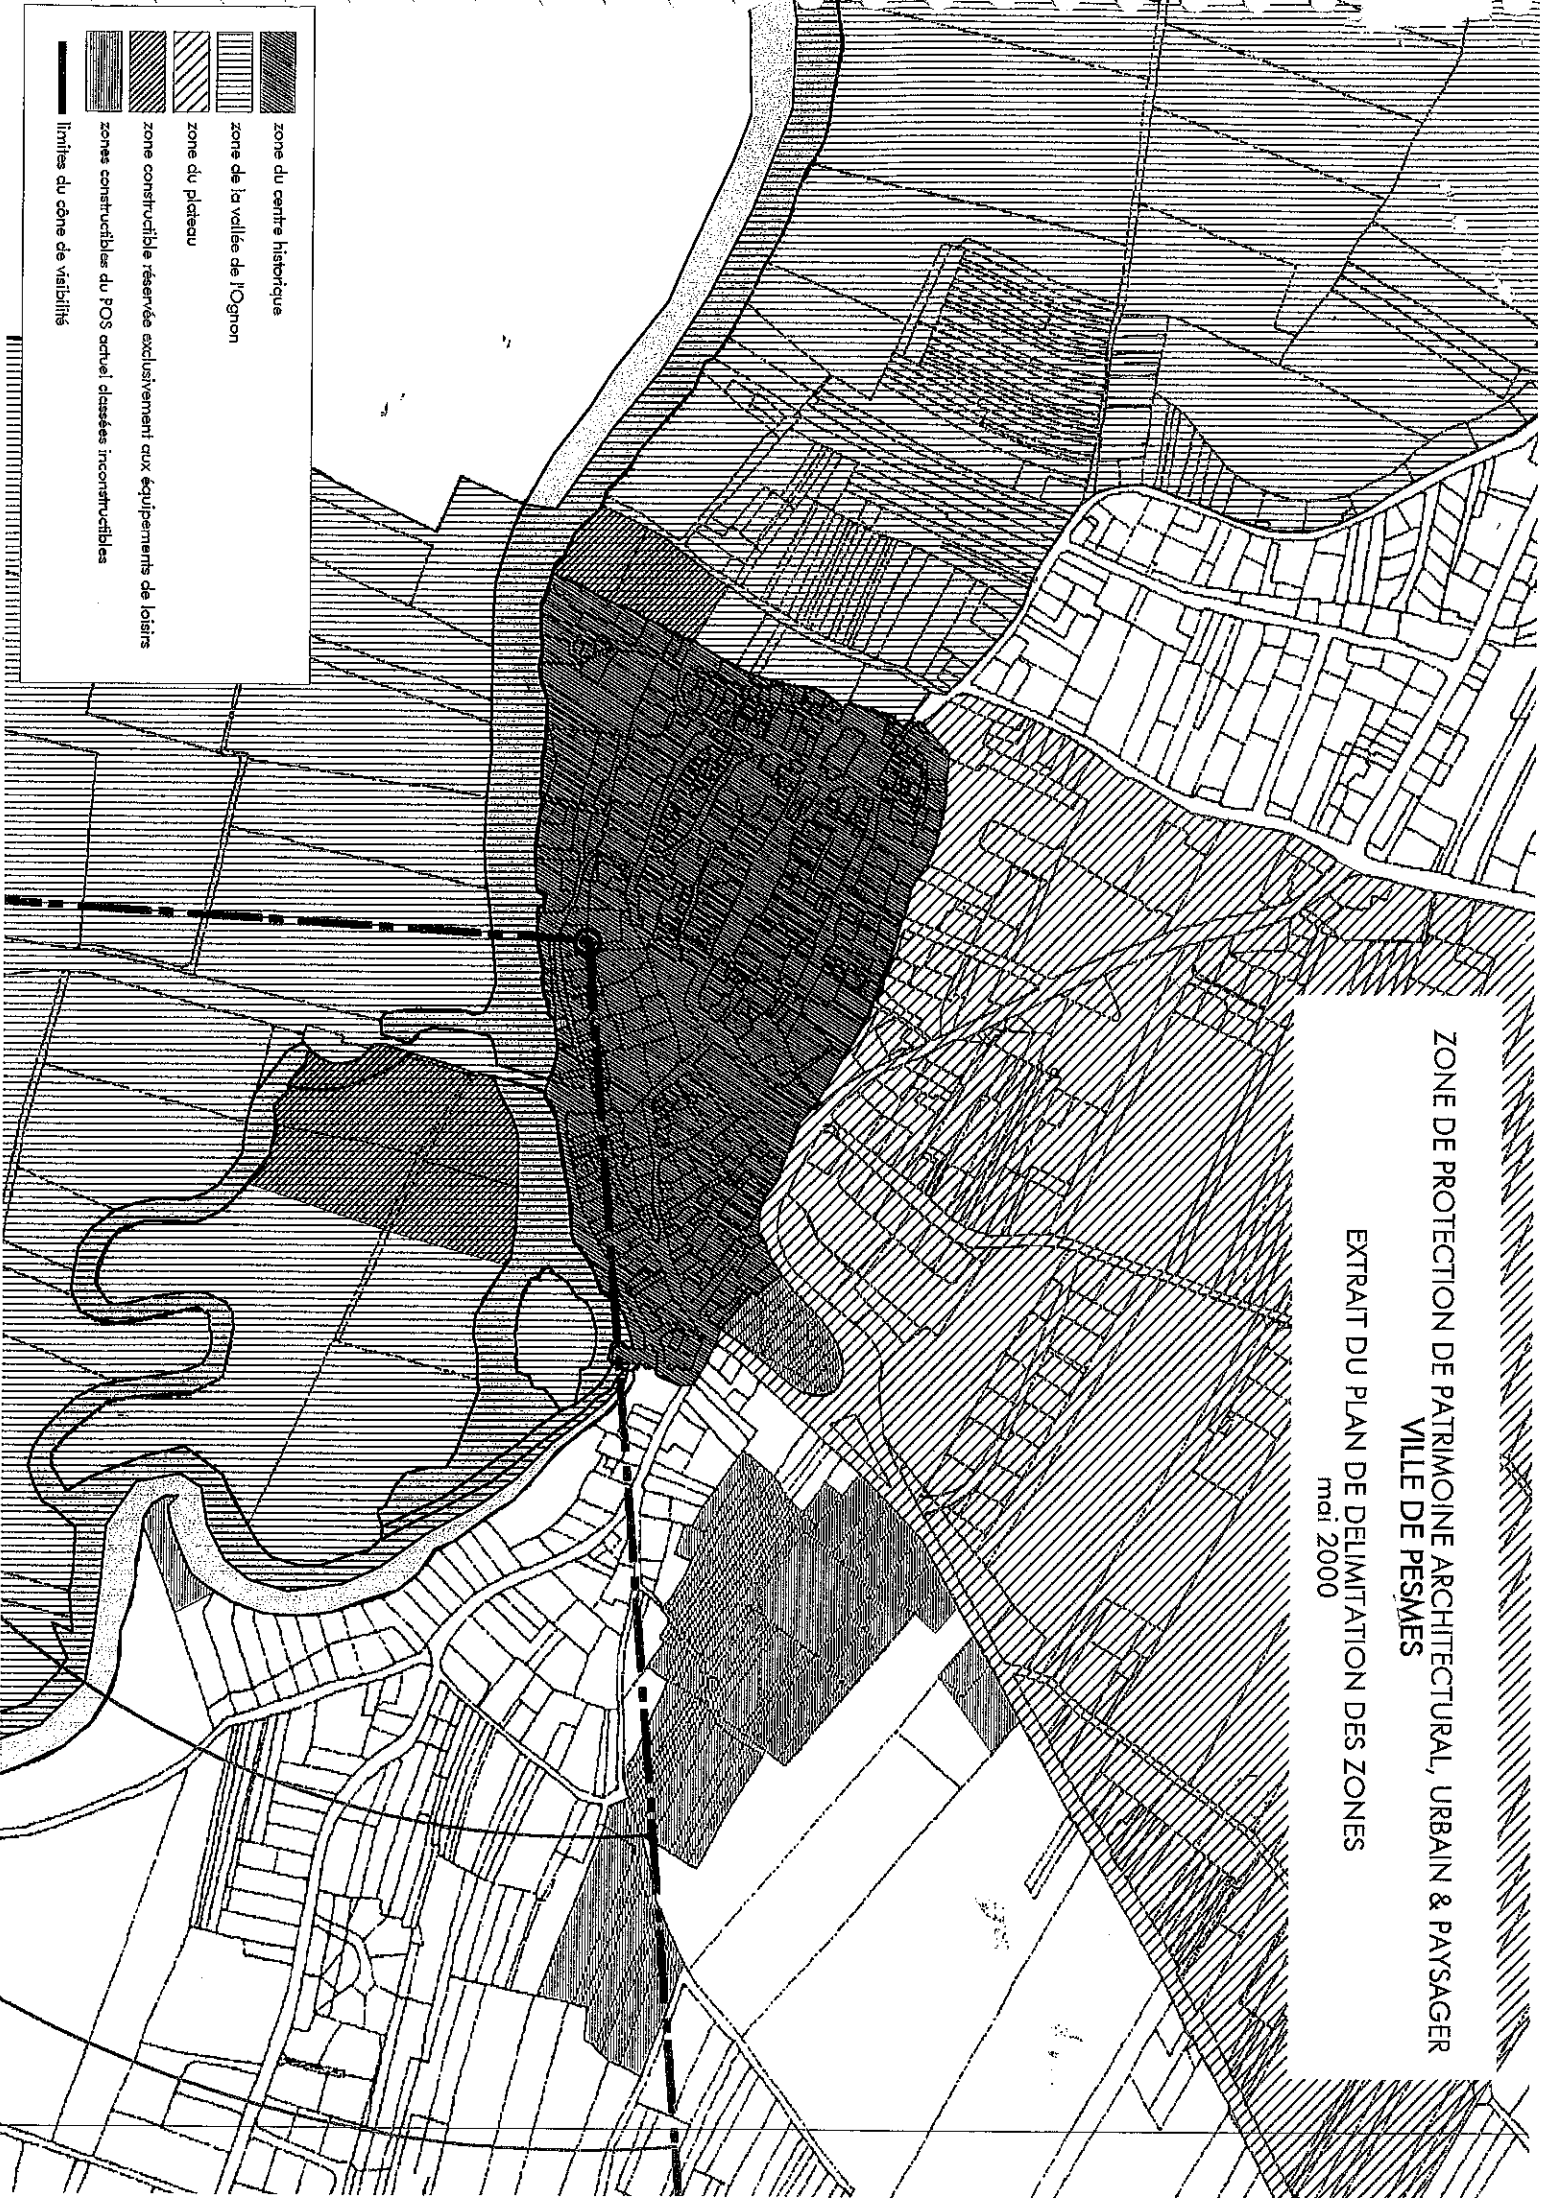 ZONE DE PROTECTION DE PATRIMOINE ARCHITECTURAL, URBAIN & PAYSAGER
VILLE DE PESMES
EXTRAIT DU PLAN DE DELIMITATION DES ZONES
mai 2000
zone du centre historique
zone de la vallée de l'Ognon
zone du plateau
zone constructible réservée exclusivement aux équipements de loisirs
zones constructibles du POS actuel classées inconstructibles
limites du cône de visibilité